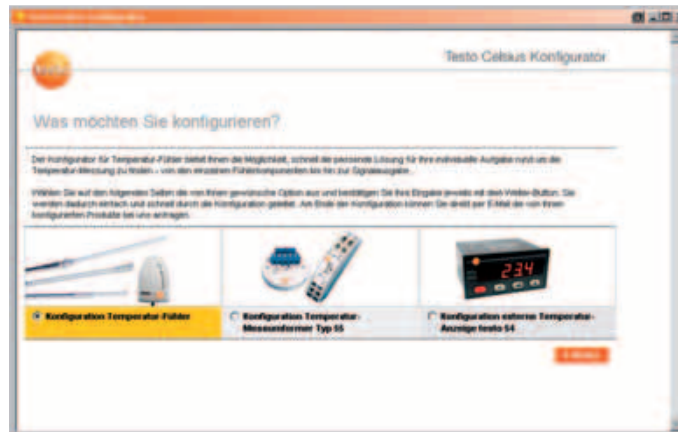 testo
Testo Celsius Konfigurator
Was möchten Sie konfigurieren?
Der Konfigurator für Temperatur-Fühler bietet Ihnen die Möglichkeit, schnell die passende Lösung für Ihre individuelle Aufgabe rund um die
Temperatur-Messung zu finden - von den einzelnen Fühlerkomponenten bis hin zur Signalausgabe.
Wählen Sie auf den folgenden Seiten die von Ihnen gewünschte Option aus und bestätigen Sie Ihre Eingabe jeweils mit dem Weiter-Button. Sie
werden dadurch einfach und schnell durch die Konfiguration geleitet. Am Ende der Konfiguration können Sie direkt per E-Mail die von Ihnen
konfigurierten Produkte bei uns anfragen.
234
Konfiguration Temperatur-Fühler
Konfiguration Temperatur-
Messumformer Typ 55
Konfiguration externe Temperatur-
Anzeige testo 54